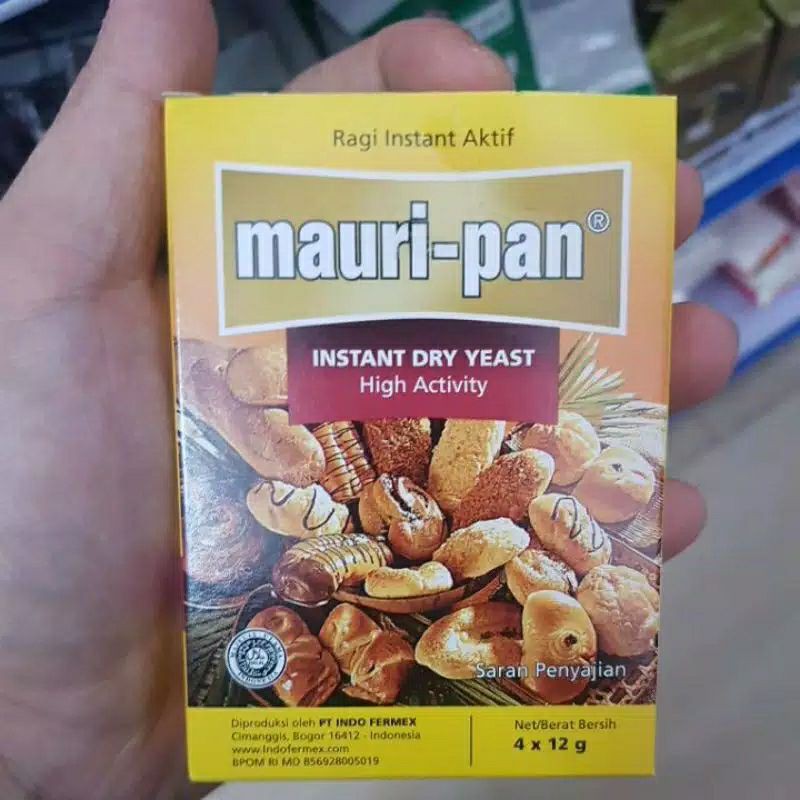 Ragi Instant Aktif
mauri-pan®
INSTANT DRY YEAST
High Activity
Saran Penyajian
Diproduksi oleh PT INDO FERMEX
Cimanggis, Bogor 16412 - Indonesia
www.Indofermex.com
BPOM RI MD 856928005019
Net/Berat Bersih
4 x 12 g